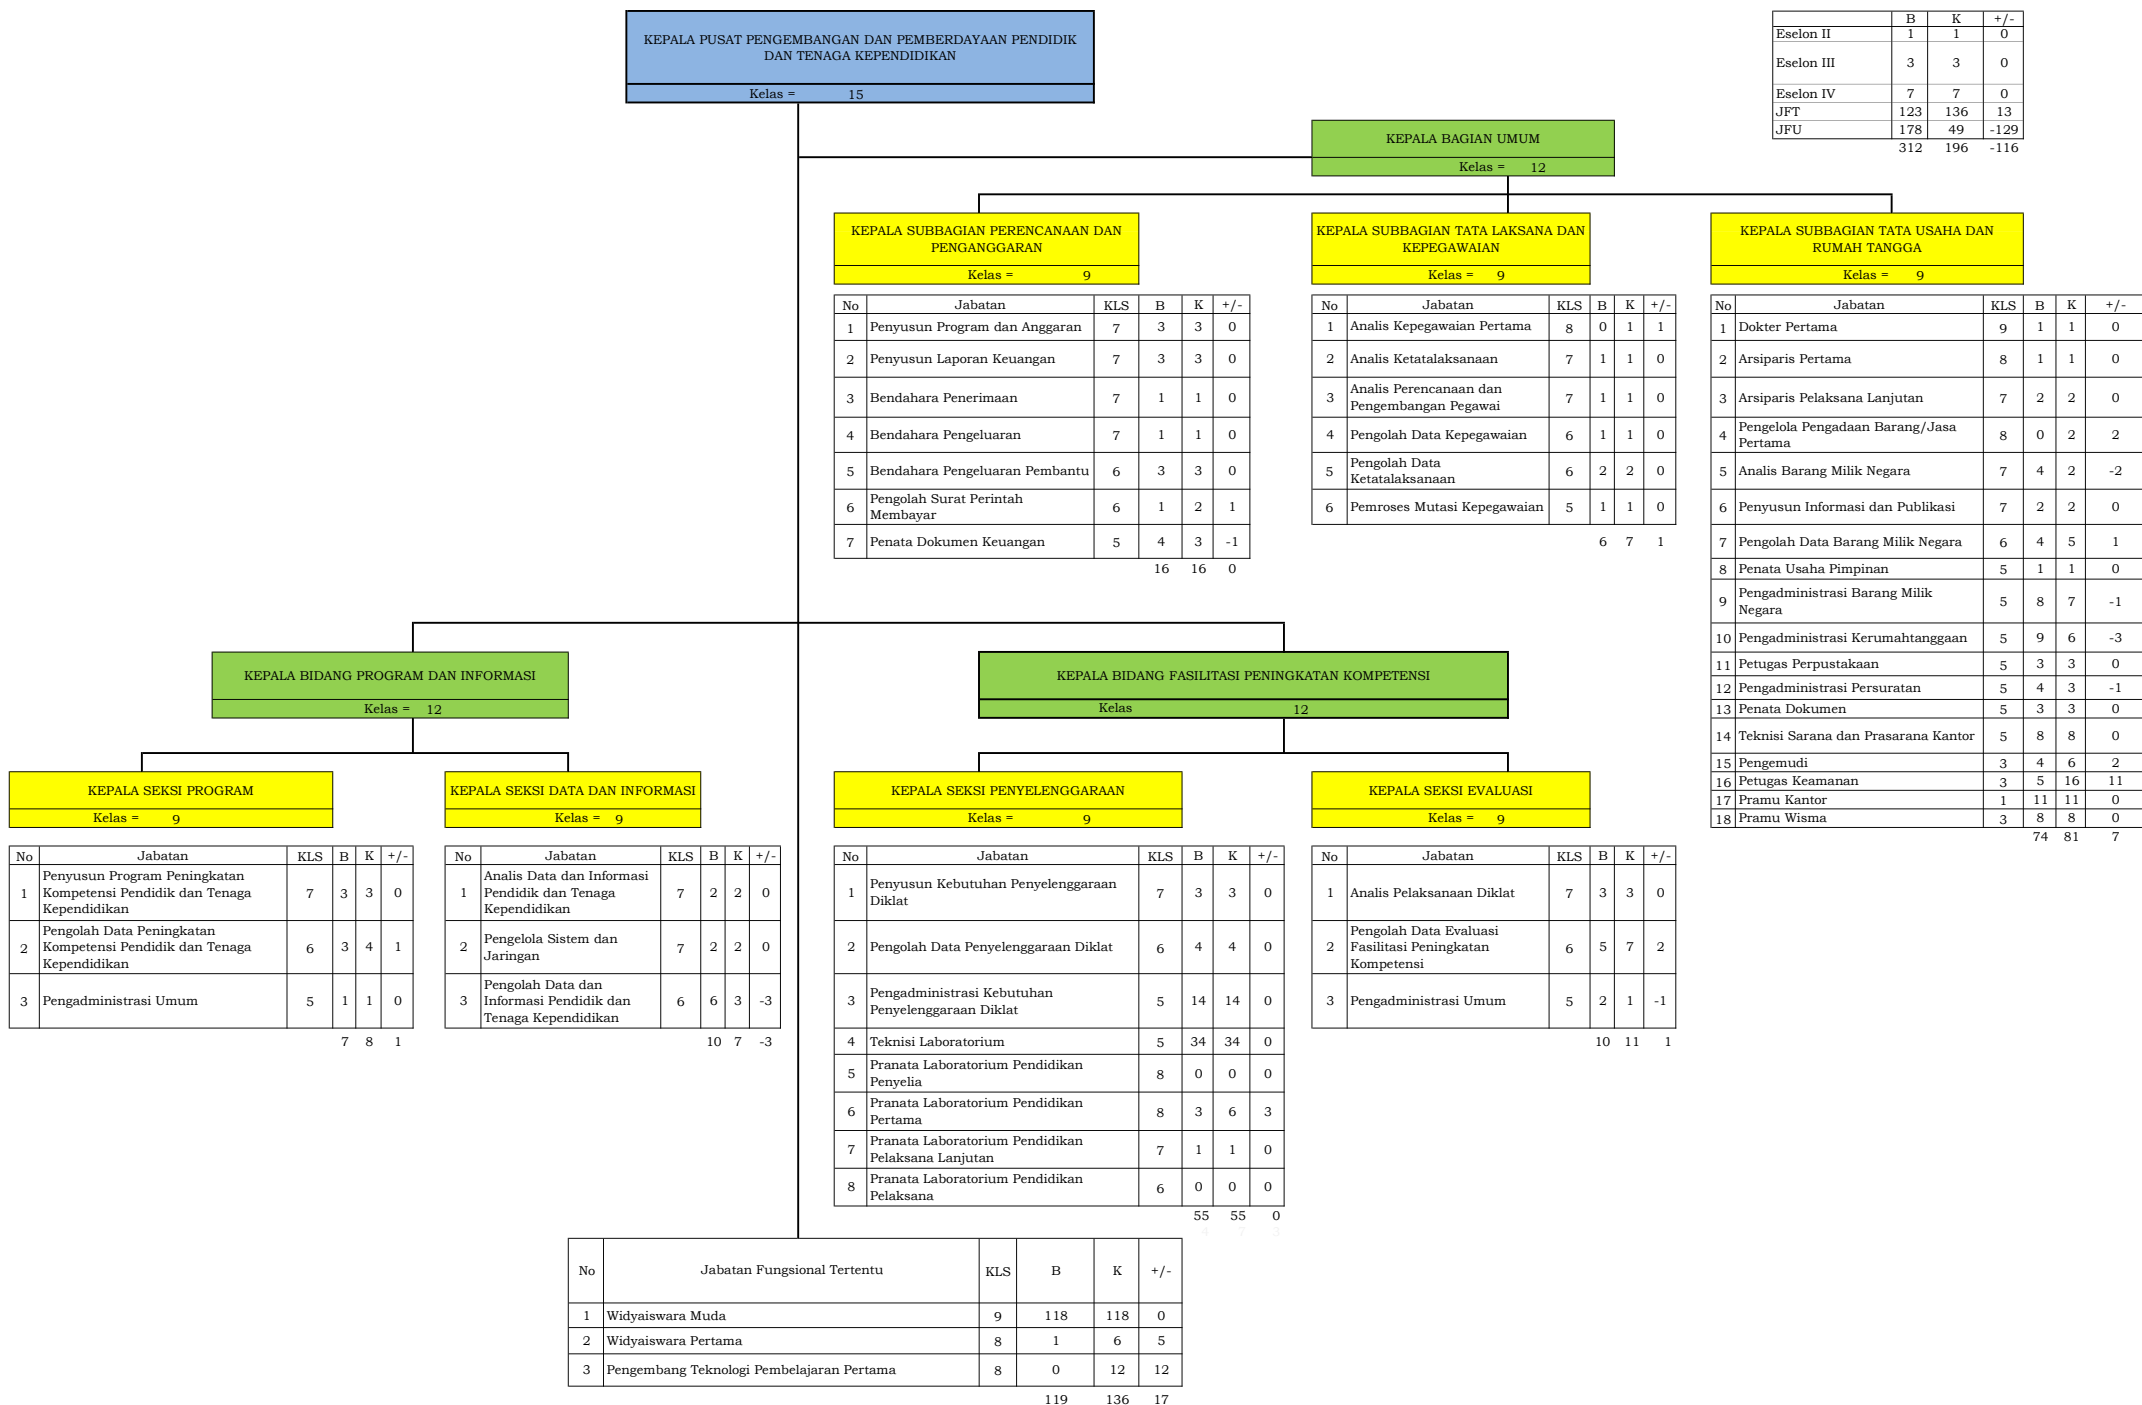 KEPALA PUSAT PENGEMBANGAN DAN PEMBERDAYAAN PENDIDIK
DAN TENAGA KEPENDIDIKAN
Kelas = 15
B K +/-
Eselon II 1 1 0
Eselon III 3 3 0
Eselon IV 7 7 0
JFT 123 136 13
JFU 178 49 -129
312 196 -116
KEPALA BAGIAN UMUM
Kelas = 12
KEPALA SUBBAGIAN PERENCANAAN DAN
PENGANGGARAN
Kelas = 9
No Jabatan KLS B K +/-
1 Penyusun Program dan Anggaran 7 3 3 0
2 Penyusun Laporan Keuangan 7 3 3 0
3 Bendahara Penerimaan 7 1 1 0
4 Bendahara Pengeluaran 7 1 1 0
5 Bendahara Pengeluaran Pembantu 6 3 3 0
6 Pengolah Surat Perintah
Membayar 6 1 2 1
7 Penata Dokumen Keuangan 5 4 3 -1
16 16 0
KEPALA SUBBAGIAN TATA LAKSANA DAN
KEPEGAWAIAN
Kelas = 9
No Jabatan KLS B K +/-
1 Analis Kepegawaian Pertama 8 0 1 1
2 Analis Ketatalaksanaan 7 1 1 0
3 Analis Perencanaan dan
Pengembangan Pegawai 7 1 1 0
4 Pengolah Data Kepegawaian 6 1 1 0
5 Pengolah Data
Ketatalaksanaan 6 2 2 0
6 Pemroses Mutasi Kepegawaian 5 1 1 0
6 7 1
KEPALA SUBBAGIAN TATA USAHA DAN
RUMAH TANGGA
Kelas = 9
No Jabatan KLS B K +/-
1 Dokter Pertama 9 1 1 0
2 Arsiparis Pertama 8 1 1 0
3 Arsiparis Pelaksana Lanjutan 7 2 2 0
4 Pengelola Pengadaan Barang/Jasa
Pertama 8 0 2 2
5 Analis Barang Milik Negara 7 4 2 -2
6 Penyusun Informasi dan Publikasi 7 2 2 0
7 Pengolah Data Barang Milik Negara 6 4 5 1
8 Penata Usaha Pimpinan 5 1 1 0
9 Pengadministrasi Barang Milik
Negara 5 8 7 -1
10 Pengadministrasi Kerumahtanggaan 5 9 6 -3
11 Petugas Perpustakaan 5 3 3 0
12 Pengadministrasi Persuratan 5 4 3 -1
13 Penata Dokumen 5 3 3 0
14 Teknisi Sarana dan Prasarana Kantor 5 8 8 0
15 Pengemudi 3 4 6 2
16 Petugas Keamanan 3 5 16 11
17 Pramu Kantor 1 11 11 0
18 Pramu Wisma 3 8 8 0
74 81 7
KEPALA BIDANG PROGRAM DAN INFORMASI
Kelas = 12
KEPALA BIDANG FASILITASI PENINGKATAN KOMPETENSI
Kelas 12
KEPALA SEKSI PROGRAM
Kelas = 9
No Jabatan KLS B K +/-
1 Penyusun Program Peningkatan
Kompetensi Pendidik dan Tenaga
Kependidikan 7 3 3 0
2 Pengolah Data Peningkatan
Kompetensi Pendidik dan Tenaga
Kependidikan 6 3 4 1
3 Pengadministrasi Umum 5 1 1 0
7 8 1
KEPALA SEKSI DATA DAN INFORMASI
Kelas = 9
No Jabatan KLS B K +/-
1 Analis Data dan Informasi
Pendidik dan Tenaga
Kependidikan 7 2 2 0
2 Pengelola Sistem dan
Jaringan 7 2 2 0
3 Pengolah Data dan
Informasi Pendidik dan
Tenaga Kependidikan 6 6 3 -3
10 7 -3
KEPALA SEKSI PENYELENGGARAAN
Kelas = 9
No Jabatan KLS B K +/-
1 Penyusun Kebutuhan Penyelenggaraan
Diklat 7 3 3 0
2 Pengolah Data Penyelenggaraan Diklat 6 4 4 0
3 Pengadministrasi Kebutuhan
Penyelenggaraan Diklat 5 14 14 0
4 Teknisi Laboratorium 5 34 34 0
5 Pranata Laboratorium Pendidikan
Penyelia 8 0 0 0
6 Pranata Laboratorium Pendidikan
Pertama 8 3 6 3
7 Pranata Laboratorium Pendidikan
Pelaksana Lanjutan 7 1 1 0
8 Pranata Laboratorium Pendidikan
Pelaksana 6 0 0 0
55 55 0
4 7 3
KEPALA SEKSI EVALUASI
Kelas = 9
No Jabatan KLS B K +/-
1 Analis Pelaksanaan Diklat 7 3 3 0
2 Pengolah Data Evaluasi
Fasilitasi Peningkatan
Kompetensi 6 5 7 2
3 Pengadministrasi Umum 5 2 1 -1
10 11 1
No Jabatan Fungsional Tertentu KLS B K +/-
1 Widyaiswara Muda 9 118 118 0
2 Widyaiswara Pertama 8 1 6 5
3 Pengembang Teknologi Pembelajaran Pertama 8 0 12 12
119 136 17